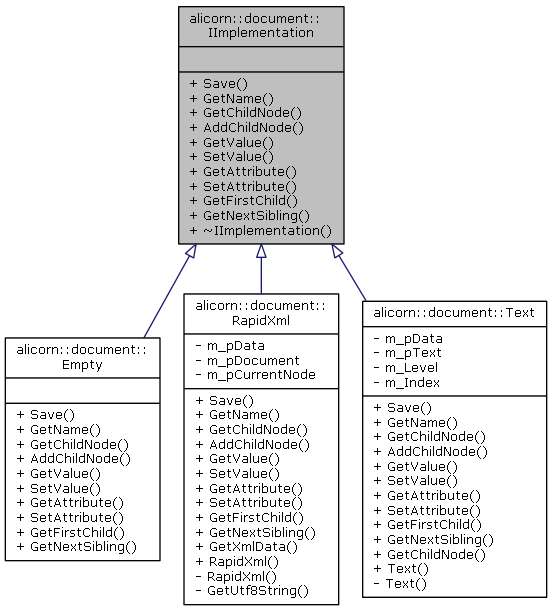 alicorn::document::
IImplementation
+ Save()
+ GetName()
+ GetChildNode()
+ AddChildNode()
+ GetValue()
+ SetValue()
+ GetAttribute()
+ SetAttribute()
+ GetFirstChild()
+ GetNextSibling()
+ ~IImplementation()
alicorn::document::
Empty
+ Save()
+ GetName()
+ GetChildNode()
+ AddChildNode()
+ GetValue()
+ SetValue()
+ GetAttribute()
+ SetAttribute()
+ GetFirstChild()
+ GetNextSibling()
alicorn::document::
RapidXml
- m_pData
- m_pDocument
- m_pCurrentNode
+ Save()
+ GetName()
+ GetChildNode()
+ AddChildNode()
+ GetValue()
+ SetValue()
+ GetAttribute()
+ SetAttribute()
+ GetFirstChild()
+ GetNextSibling()
+ GetXmlData()
+ RapidXml()
- RapidXml()
- GetUtf8String()
alicorn::document::Text
- m_pData
- m_pText
- m_Level
- m_Index
+ Save()
+ GetName()
+ GetChildNode()
+ AddChildNode()
+ GetValue()
+ SetValue()
+ GetAttribute()
+ SetAttribute()
+ GetFirstChild()
+ GetNextSibling()
+ GetChildNode()
+ Text()
- Text()